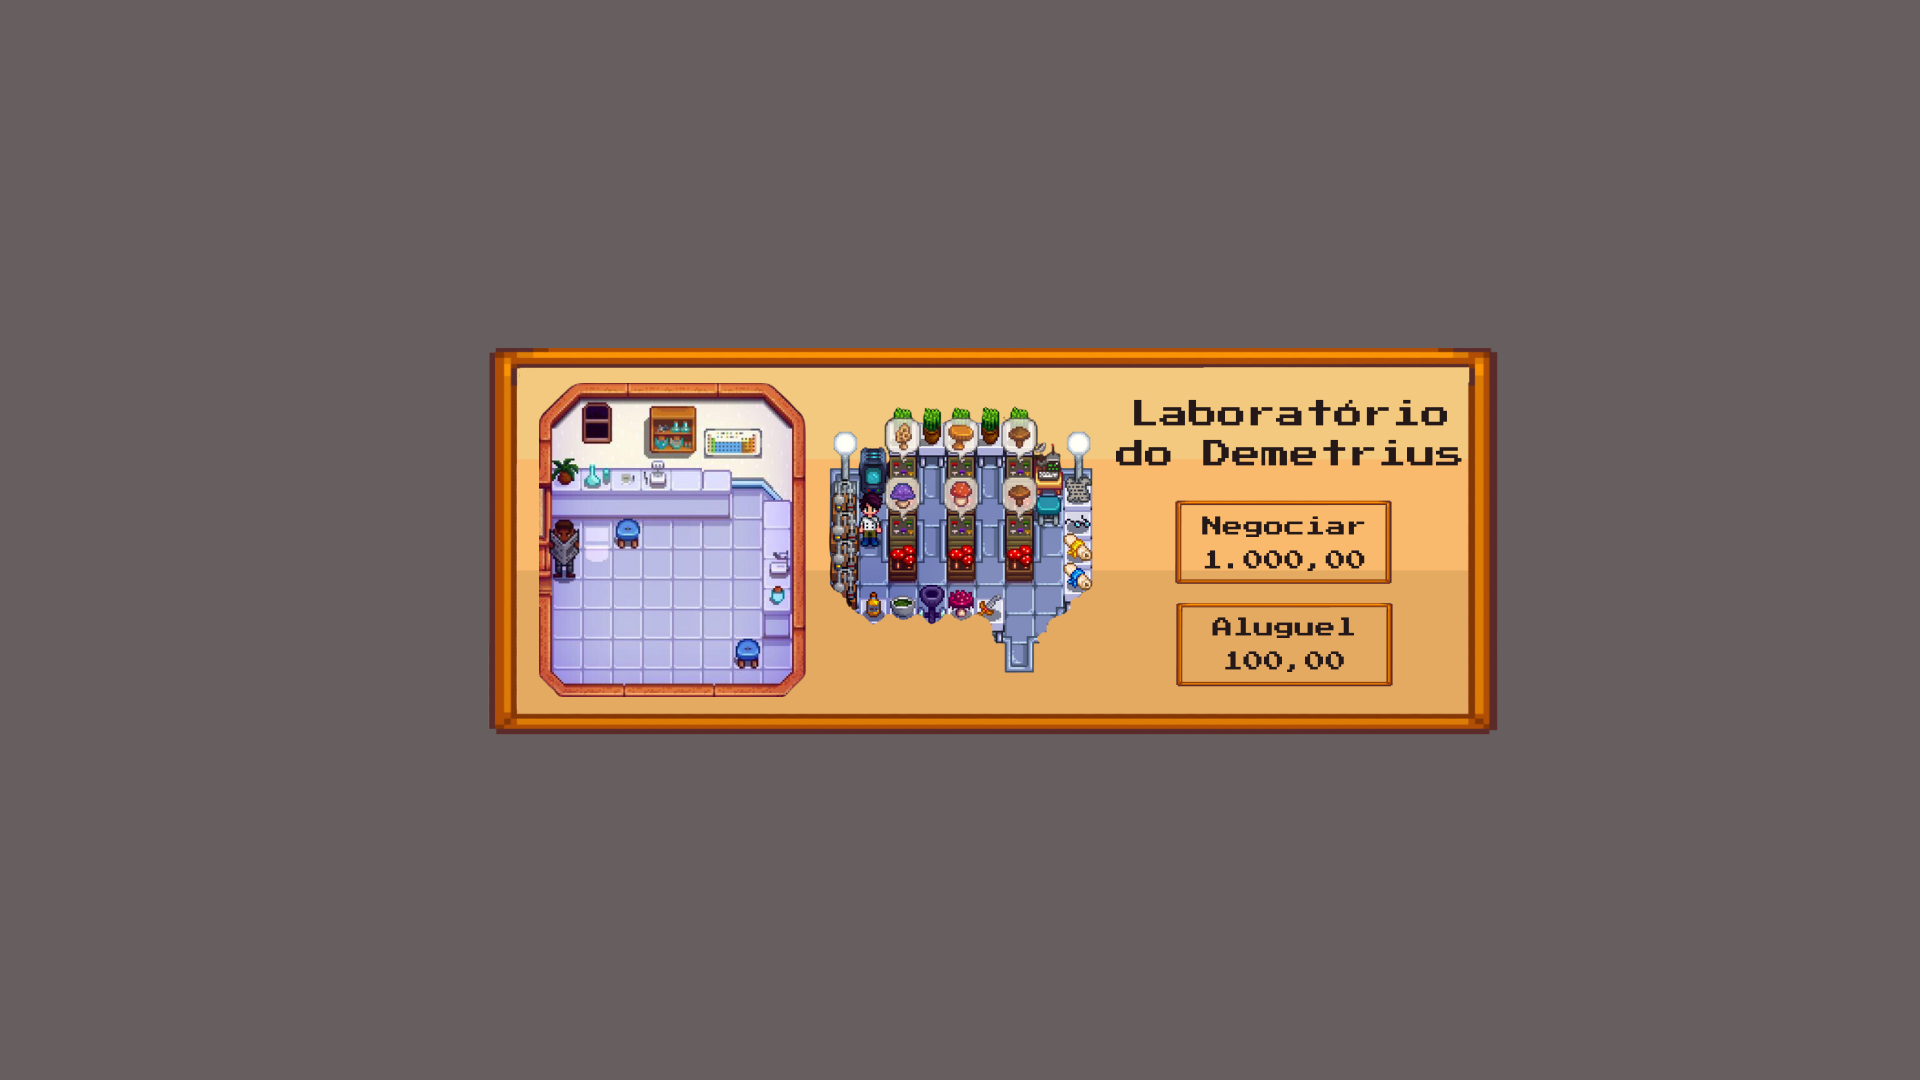 Laboratório
do Demetrius
Negociar
1.000,00
Aluguel
100,00